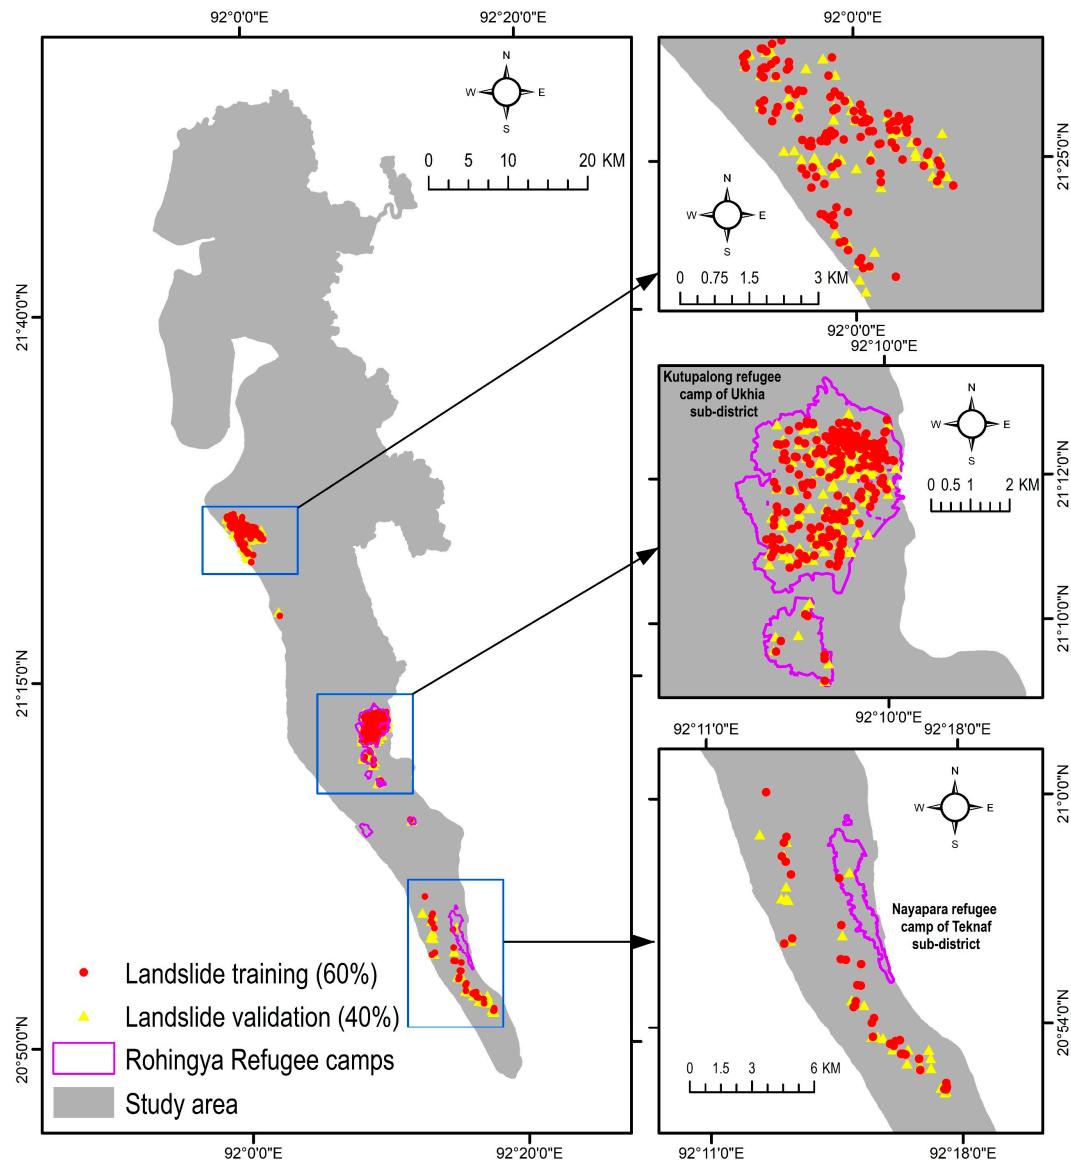 92°0'0"E
92°20'0"E
N
W
E
S
0 5 10 20 KM
21°40'0"N
21°15'0"N
20°50'0"N
Landslide training (60%)
Landslide validation (40%)
Rohingya Refugee camps
Study area
92°0'0"E
92°20'0"E
92°0'0"E
N
W
E
S
0 0.75 1.5 3 KM
21°25'0"N
92°0'0"E
92°10'0"E
Kutupalong refugee
camp of Ukhia
sub-district
N
W
E
S
0 0.5 1 2 KM
21°12'0"N
21°10'0"N
92°10'0"E
92°11'0"E
92°18'0"E
N
W
E
S
21°0'0"N
Nayapara refugee
camp of Teknaf
sub-district
20°54'0"N
0 1.5 3 6 KM
92°11'0"E
92°18'0"E